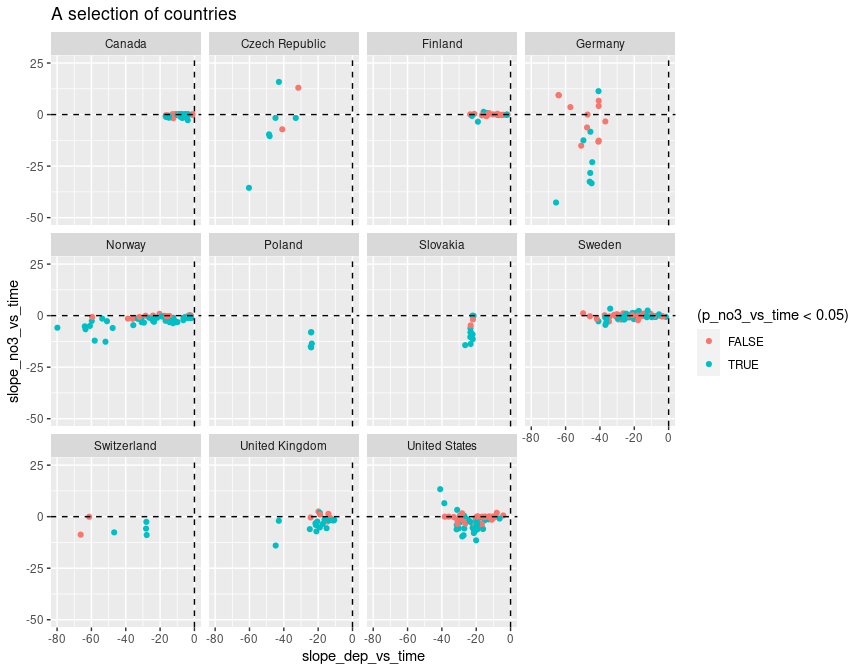 A selection of countries
Canada Czech Republic Finland Germany
25
0
-25
-50
Norway Poland Slovakia Sweden
25
0
-25
-50
-80 -60 -40 -20 0
Switzerland United Kingdom United States
25
0
-25
-50
-80 -60 -40 -20 0 -80 -60 -40 -20 0 -80 -60 -40 -20 0
slope_dep_vs_time
slope_no3_vs_time
(p_no3_vs_time < 0.05)
FALSE
TRUE